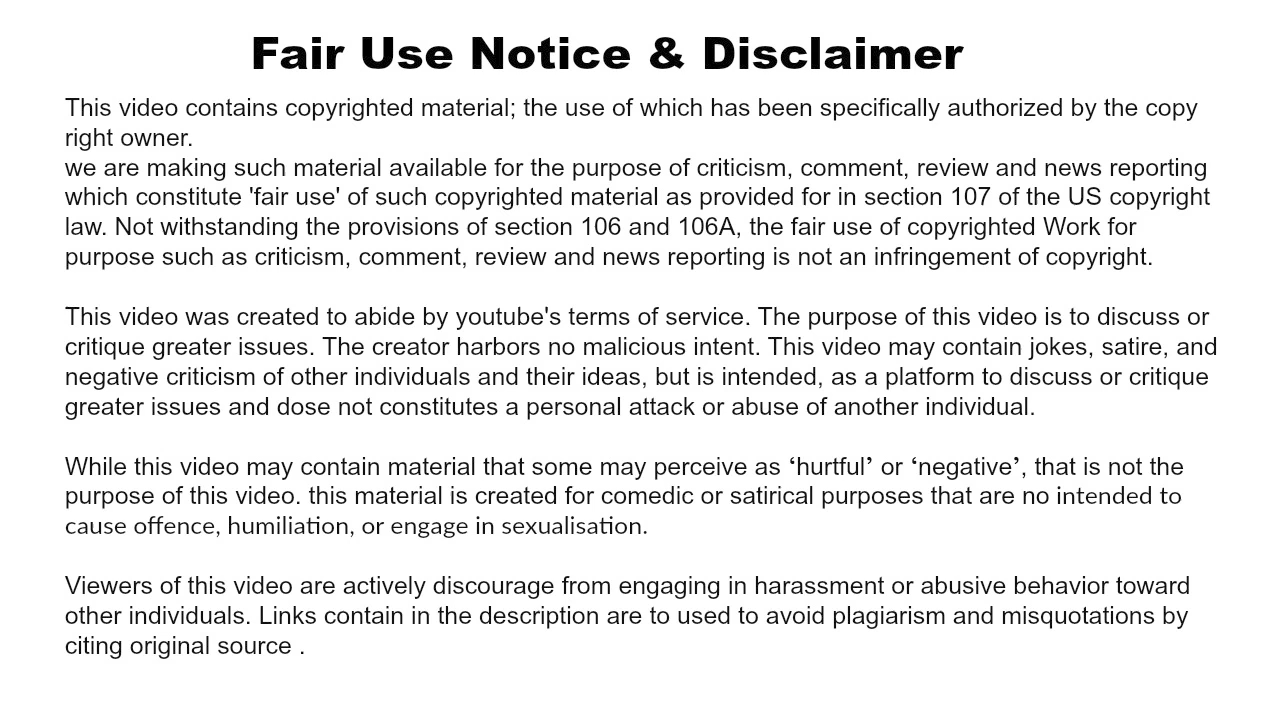 Fair Use Notice & Disclaimer
This video contains copyrighted material; the use of which has been specifically authorized by the copy
right owner.
we are making such material available for the purpose of criticism, comment, review and news reporting
which constitute 'fair use' of such copyrighted material as provided for in section 107 of the US copyright
law. Not withstanding the provisions of section 106 and 106A, the fair use of copyrighted Work for
purpose such as criticism, comment, review and news reporting is not an infringement of copyright.
This video was created to abide by youtube's terms of service. The purpose of this video is to discuss or
critique greater issues. The creator harbors no malicious intent. This video may contain jokes, satire, and
negative criticism of other individuals and their ideas, but is intended, as a platform to discuss or critique
greater issues and dose not constitutes a personal attack or abuse of another individual.
While this video may contain material that some may perceive as ‘hurtful’ or ‘negative’, that is not the
purpose of this video. this material is created for comedic or satirical purposes that are no intended to
cause offence, humiliation, or engage in sexualisation.
Viewers of this video are actively discourage from engaging in harassment or abusive behavior toward
other individuals. Links contain in the description are to used to avoid plagiarism and misquotations by
citing original source .